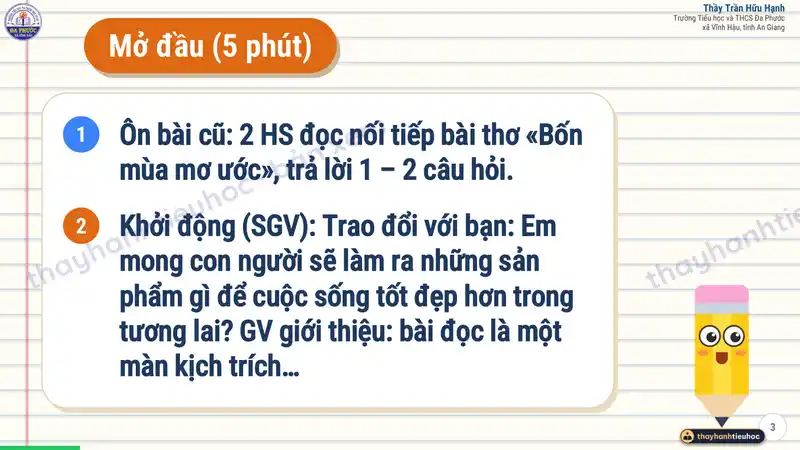 Thầy Trần Hữu Hạnh
Trường Tiểu học và THCS Đa Phước
xã Vĩnh Hậu, tỉnh An Giang
ĐA PHƯỚC
Mở đầu (5 phút)
1
Ôn bài cũ: 2 HS đọc nối tiếp bài thơ «Bốn
mùa mơ ước», trả lời 1 – 2 câu hỏi.
2
Khởi động (SGV): Trao đổi với bạn: Em
mong con người sẽ làm ra những sản
phẩm gì để cuộc sống tốt đẹp hơn trong
tương lai? GV giới thiệu: bài đọc là một
màn kịch trích…
thayhanhtieuhoc
3